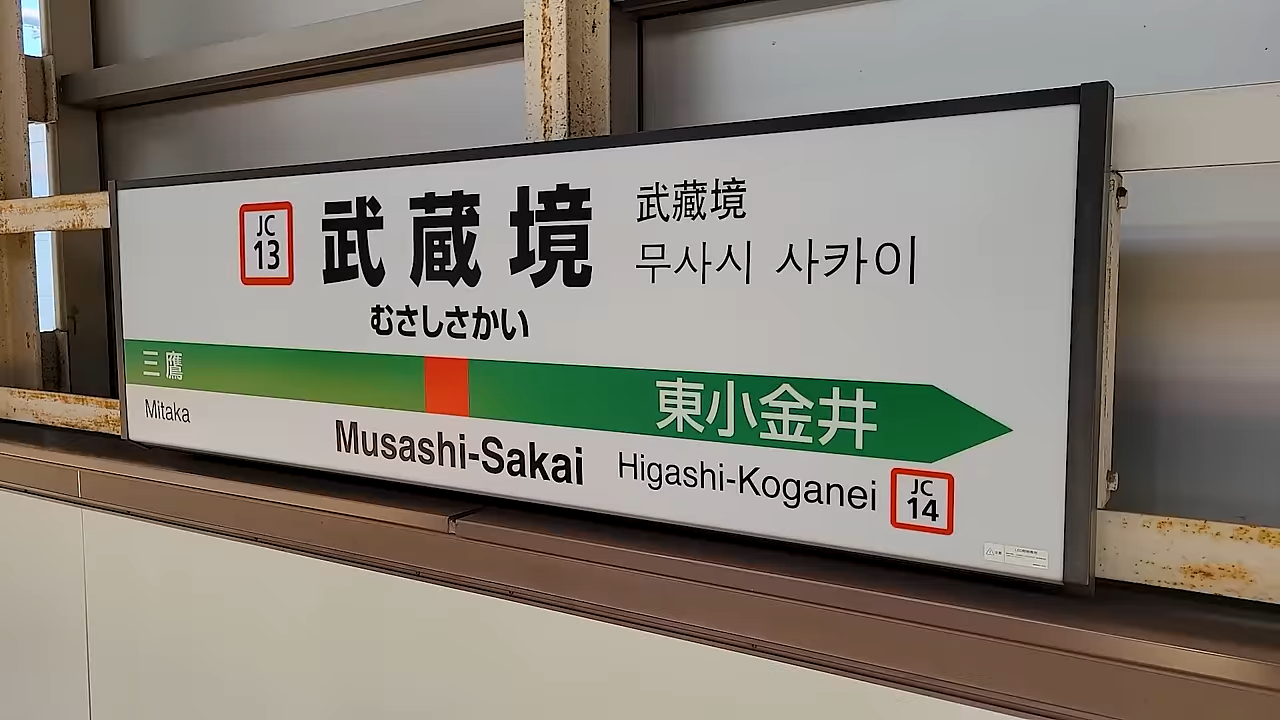 JC
13
武蔵境
武藏境
무사시 사카이
むさしさかい
三鷹
東小金井
Mitaka
Musashi-Sakai
Higashi-Koganei
JC
14